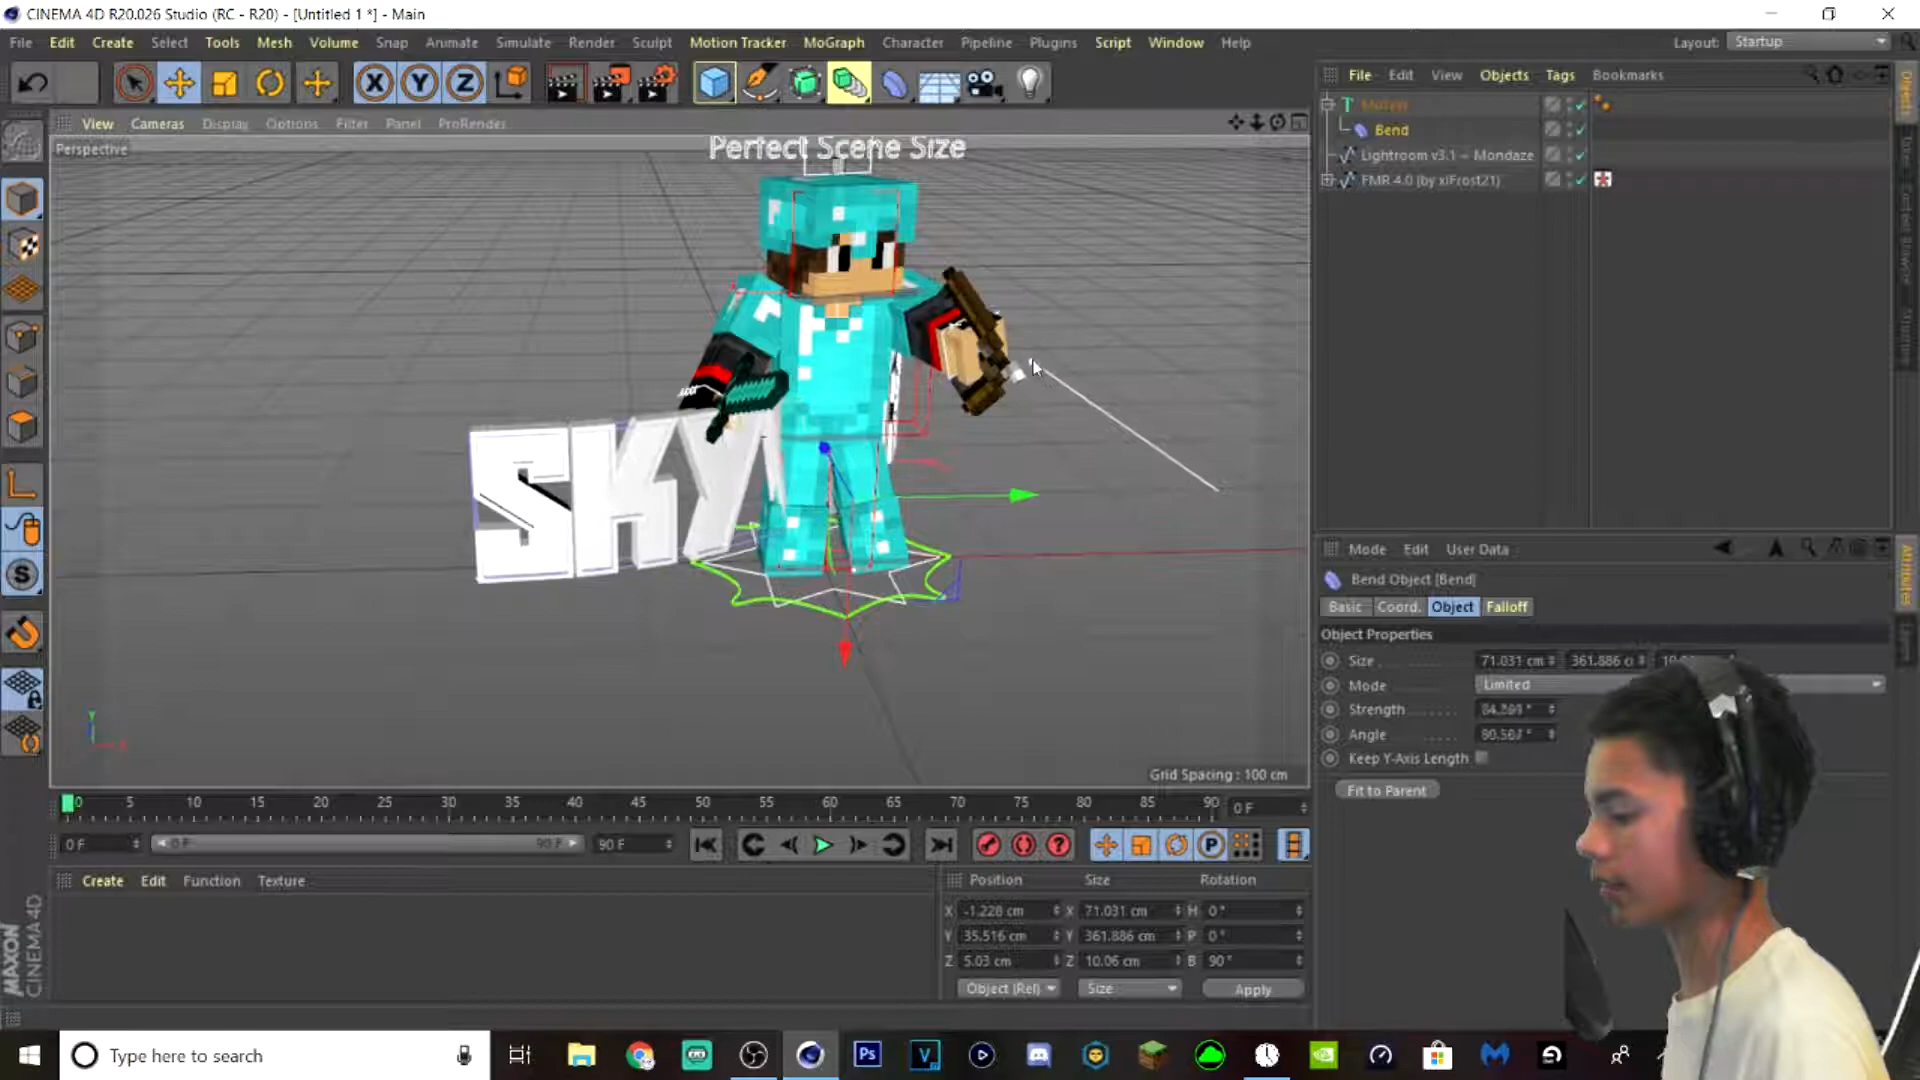 CINEMA 4D R20.026 Studio (RC - R20) - [Untitled 1 *] - Main
File Edit Create Select Tools Mesh Volume Snap Animate Simulate Render Sculpt Motion Tracker MoGraph Character Pipeline Plugins Script Window Help Layout: Startup
X Y Z
File Edit View Objects Tags Bookmarks
Bend
Lightroom v3.1 - Mondaze
FMR 4.0 [by xiFrost21]
View Cameras Display Options Filter Panel ProRender
Perspective
Perfect Scene Size
SKY
Grid Spacing : 100 cm
Mode Edit User Data
Bend Object [Bend]
Basic Coord. Object Falloff
Object Properties
Size 71.031 cm 361.886 c
Mode Limited
Strength
Angle
Keep Y-Axis Length
Fit to Parent
Objects
Attributes
0 5 10 15 20 25 30 35 40 45 50 55 60 65 70 75 80 85 90 0 F
0 F 0 F 90 F 90 F
Create Edit Function Texture
Position Size Rotation
X -1.228 cm X 71.031 cm H 0°
Y 35.516 cm Y 361.886 cm P 0°
Z 5.03 cm Z 10.06 cm B 90°
Object (Rel) Size Apply
MAXON CINEMA 4D
Type here to search
Ps V